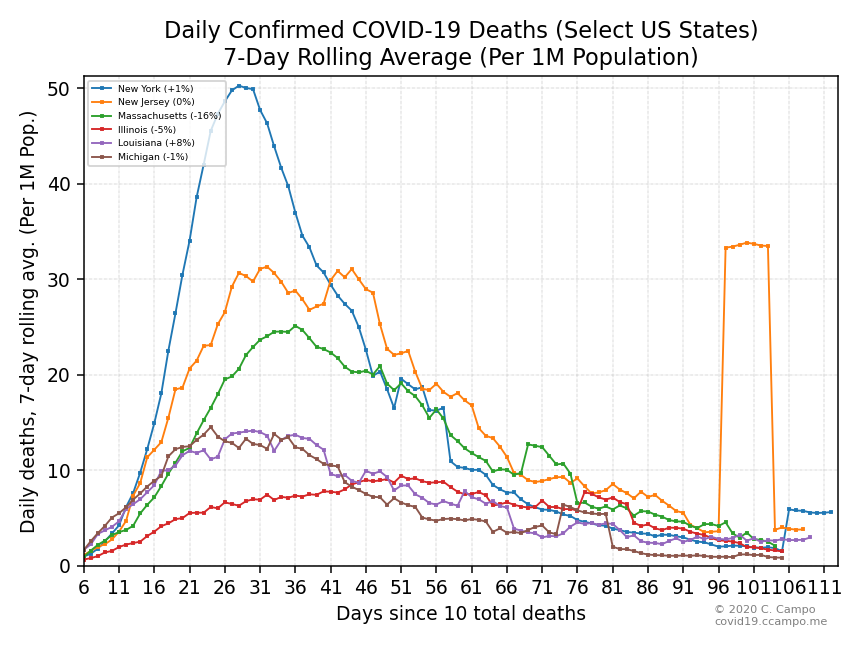 Daily Confirmed COVID-19 Deaths (Select US States)
7-Day Rolling Average (Per 1M Population)
Daily deaths, 7-day rolling avg. (Per 1M Pop.)
50
40
30
20
10
0
New York (+1%)
New Jersey (0%)
Massachusetts (-16%)
Illinois (-5%)
Louisiana (+8%)
Michigan (-1%)
6 11 16 21 26 31 36 41 46 51 56 61 66 71 76 81 86 91 96 101 106 111
Days since 10 total deaths
© 2020 C. Campo
covid19.ccampo.me